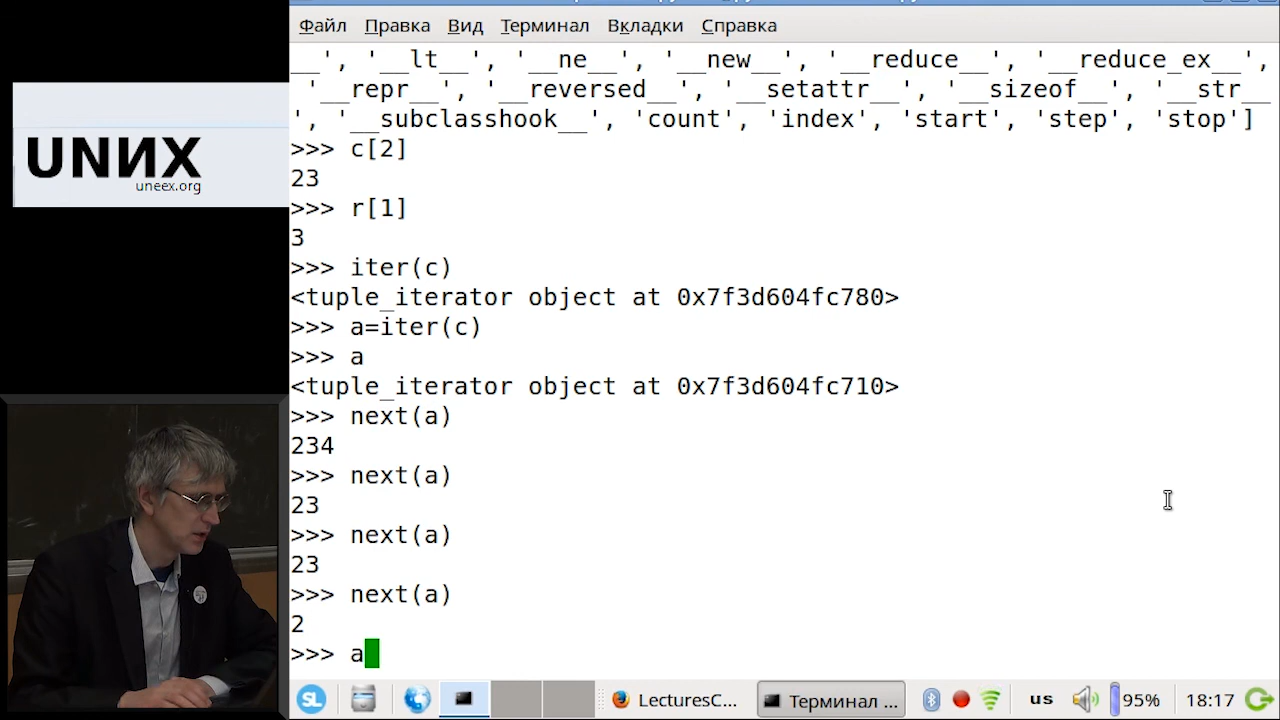 Файл Правка Вид Терминал Вкладки Справка
__', '__lt__', '__ne__', '__new__', '__reduce__', '__reduce_ex__',
'__repr__', '__reversed__', '__setattr__', '__sizeof__', '__str__
', '__subclasshook__', 'count', 'index', 'start', 'step', 'stop']
>>> c[2]
23
>>> r[1]
3
>>> iter(c)
<tuple_iterator object at 0x7f3d604fc780>
>>> a=iter(c)
>>> a
<tuple_iterator object at 0x7f3d604fc710>
>>> next(a)
234
>>> next(a)
23
>>> next(a)
23
>>> next(a)
2
>>> a
UNИX
uneex.org
SL LecturesC... Терминал ... us 95% 18:17